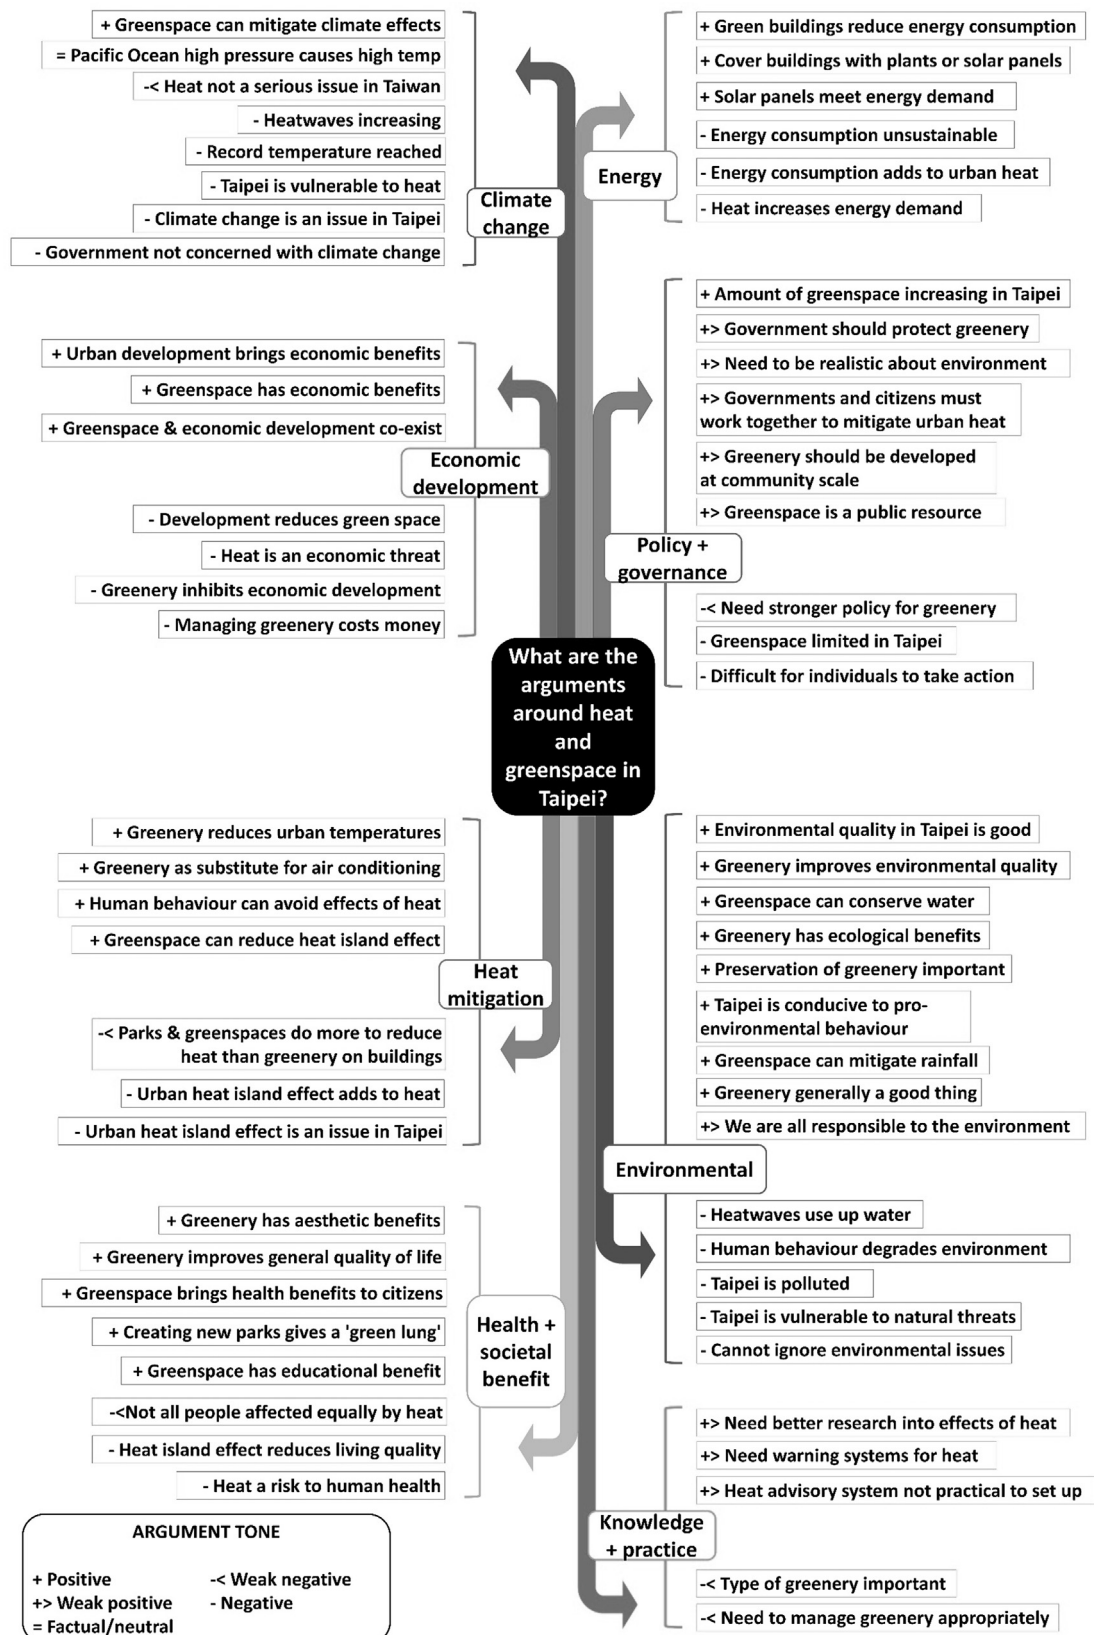 + Greenspace can mitigate climate effects
= Pacific Ocean high pressure causes high temp
-< Heat not a serious issue in Taiwan
- Heatwaves increasing
- Record temperature reached
- Taipei is vulnerable to heat
- Climate change is an issue in Taipei
- Government not concerned with climate change
Climate
change
+ Green buildings reduce energy consumption
+ Cover buildings with plants or solar panels
+ Solar panels meet energy demand
- Energy consumption unsustainable
- Energy consumption adds to urban heat
- Heat increases energy demand
Energy
+ Urban development brings economic benefits
+ Greenspace has economic benefits
+ Greenspace & economic development co-exist
Economic
development
- Development reduces green space
- Heat is an economic threat
- Greenery inhibits economic development
- Managing greenery costs money
+ Amount of greenspace increasing in Taipei
+> Government should protect greenery
+> Need to be realistic about environment
+> Governments and citizens must
work together to mitigate urban heat
+> Greenery should be developed
at community scale
+> Greenspace is a public resource
Policy +
governance
-< Need stronger policy for greenery
- Greenspace limited in Taipei
- Difficult for individuals to take action
What are the
arguments
around heat
and
greenspace in
Taipei?
+ Greenery reduces urban temperatures
+ Greenery as substitute for air conditioning
+ Human behaviour can avoid effects of heat
+ Greenspace can reduce heat island effect
Heat
mitigation
-< Parks & greenspaces do more to reduce
heat than greenery on buildings
- Urban heat island effect adds to heat
- Urban heat island effect is an issue in Taipei
+ Environmental quality in Taipei is good
+ Greenery improves environmental quality
+ Greenspace can conserve water
+ Greenery has ecological benefits
+ Preservation of greenery important
+ Taipei is conducive to pro-
environmental behaviour
+ Greenspace can mitigate rainfall
+ Greenery generally a good thing
+> We are all responsible to the environment
Environmental
- Heatwaves use up water
- Human behaviour degrades environment
- Taipei is polluted
- Taipei is vulnerable to natural threats
- Cannot ignore environmental issues
+ Greenery has aesthetic benefits
+ Greenery improves general quality of life
+ Greenspace brings health benefits to citizens
+ Creating new parks gives a 'green lung'
+ Greenspace has educational benefit
-<Not all people affected equally by heat
- Heat island effect reduces living quality
- Heat a risk to human health
Health +
societal
benefit
+> Need better research into effects of heat
+> Need warning systems for heat
+> Heat advisory system not practical to set up
Knowledge
+ practice
-< Type of greenery important
-< Need to manage greenery appropriately
ARGUMENT TONE
+ Positive
+> Weak positive
= Factual/neutral
-< Weak negative
- Negative